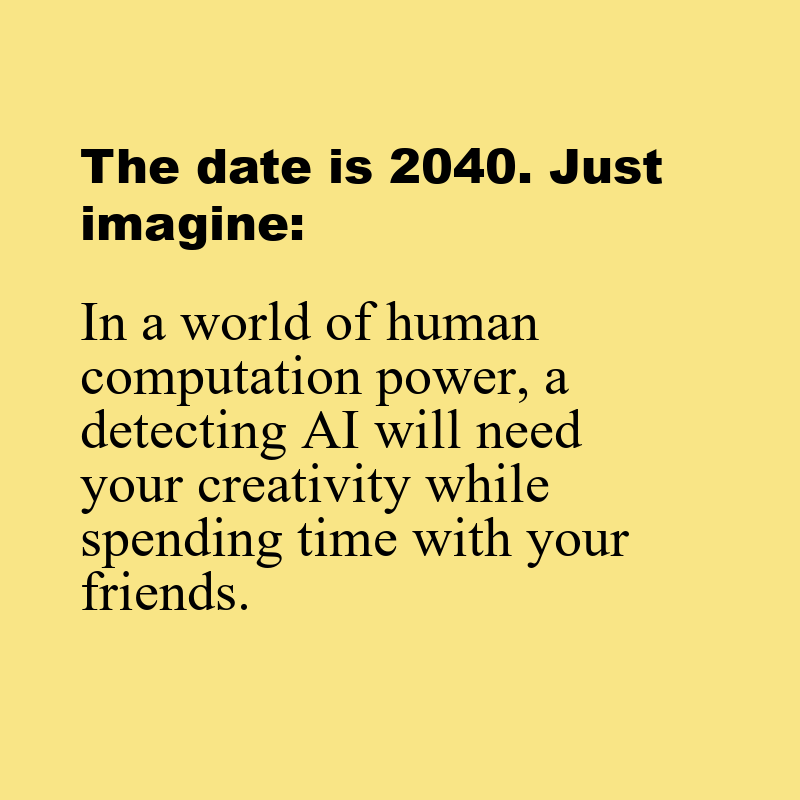 The date is 2040. Just
imagine:
In a world of human
computation power, a
detecting AI will need
your creativity while
spending time with your
friends.